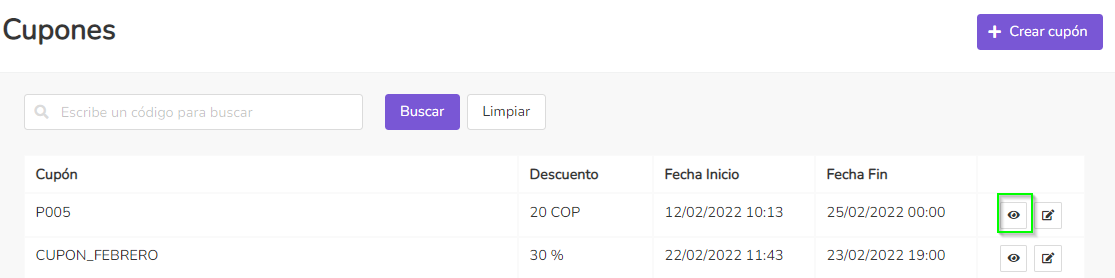 Cupones
Crear cupón
Escribe un código para buscar Buscar Limpiar
Cupón Descuento Fecha Inicio Fecha Fin
P005 20 COP 12/02/2022 10:13 25/02/2022 00:00
CUPON_FEBRERO 30 % 22/02/2022 11:43 23/02/2022 19:00